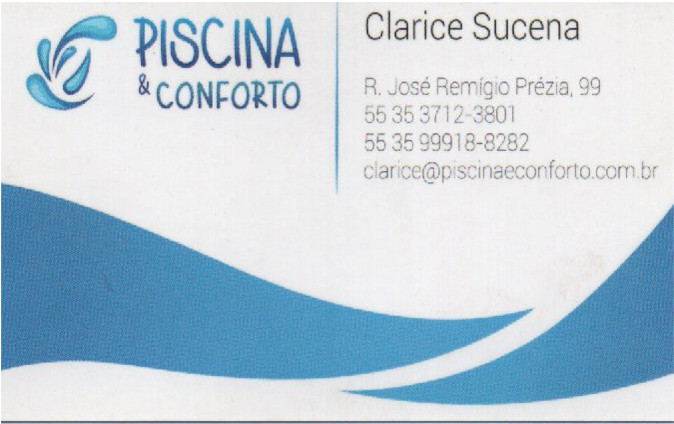 PISCINA
& CONFORTO
Clarice Sucena
R. José Remígio Prézia, 99
55 35 3712-3801
55 35 99918-8282
clarice@piscinaeconforto.com.br